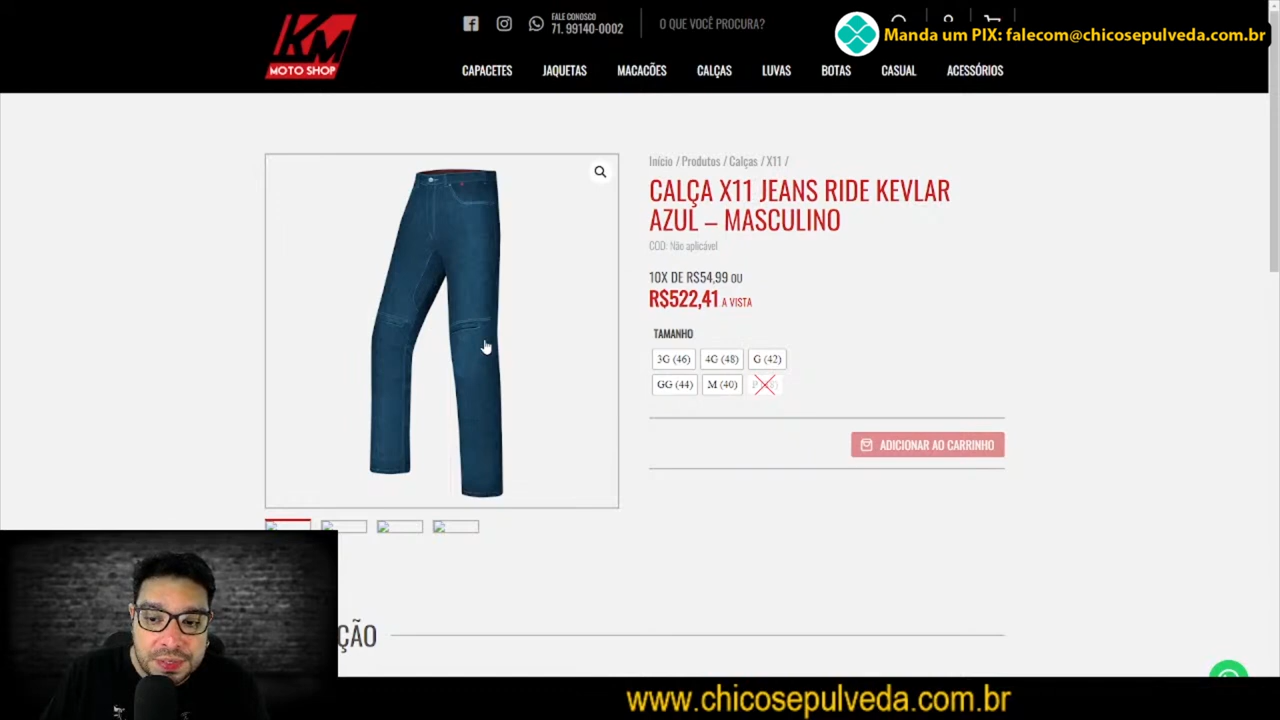 KM
MOTO SHOP
FALE CONOSCO
71. 99140-0002
O QUE VOCÊ PROCURA?
Manda um PIX: falecom@chicosepulveda.com.br
CAPACETES JAQUETAS MACACÕES CALÇAS LUVAS BOTAS CASUAL ACESSÓRIOS
Início / Produtos / Calças / X11 /
CALÇA X11 JEANS RIDE KEVLAR
AZUL – MASCULINO
COD: Não aplicável
10X DE R$54,99 OU
R$522,41 A VISTA
TAMANHO
3G (46) 4G (48) G (42)
GG (44) M (40)
ADICIONAR AO CARRINHO
ÇÃO
www.chicosepulveda.com.br